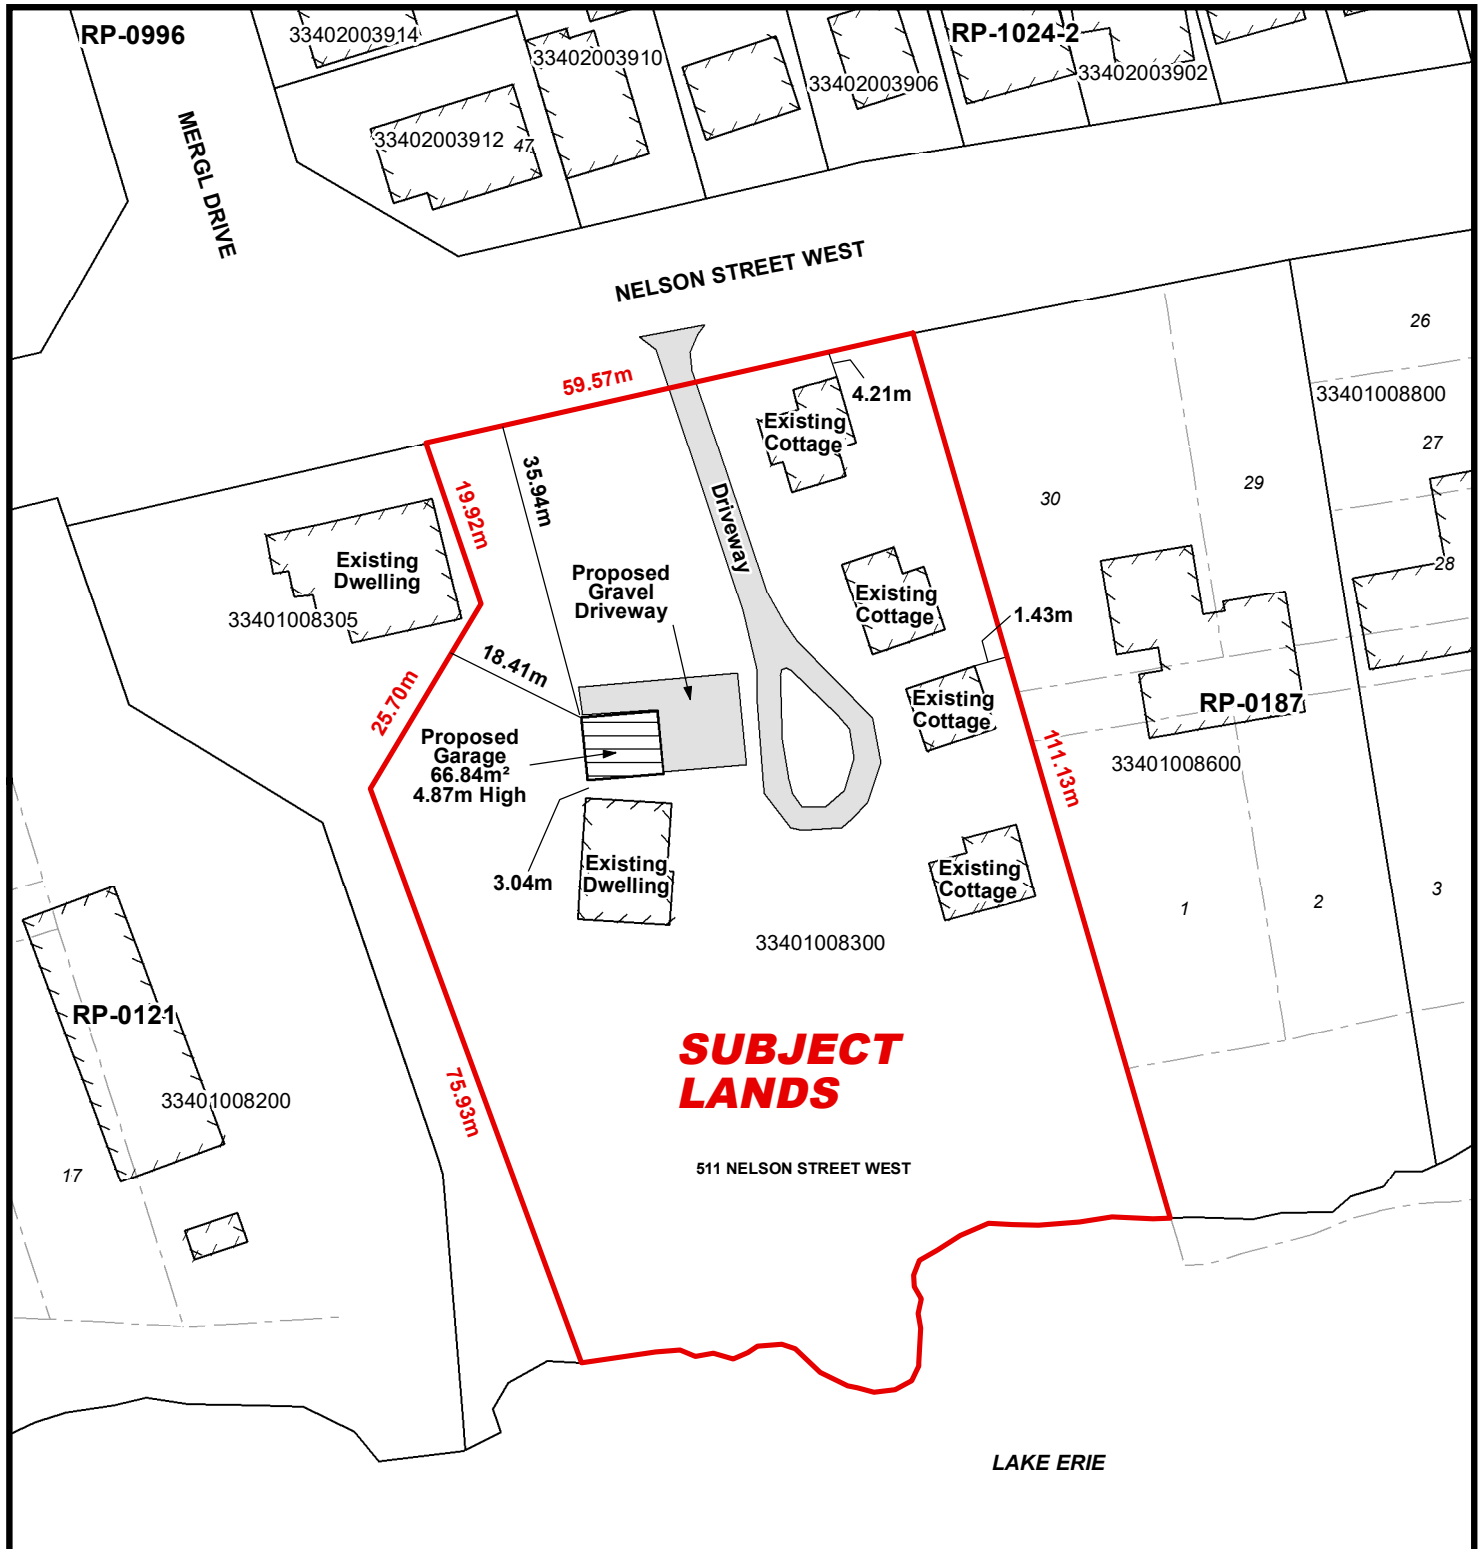 RP-0996
33402003914
33402003910
RP-1024-2
33402003906
33402003902
33402003912
47
MERGL DRIVE
NELSON STREET WEST
26
59.57m
4.21m
33401008800
Existing
Cottage
27
35.94m
19.92m
Driveway
30
29
Existing
Dwelling
28
Proposed
Gravel
Driveway
Existing
Cottage
33401008305
1.43m
18.41m
25.70m
Existing
Cottage
RP-0187
Proposed
Garage
66.84m²
4.87m High
111.13m
33401008600
Existing
Dwelling
3.04m
Existing
Cottage
1
2
3
33401008300
RP-0121
SUBJECT
LANDS
75.93m
33401008200
17
511 NELSON STREET WEST
LAKE ERIE